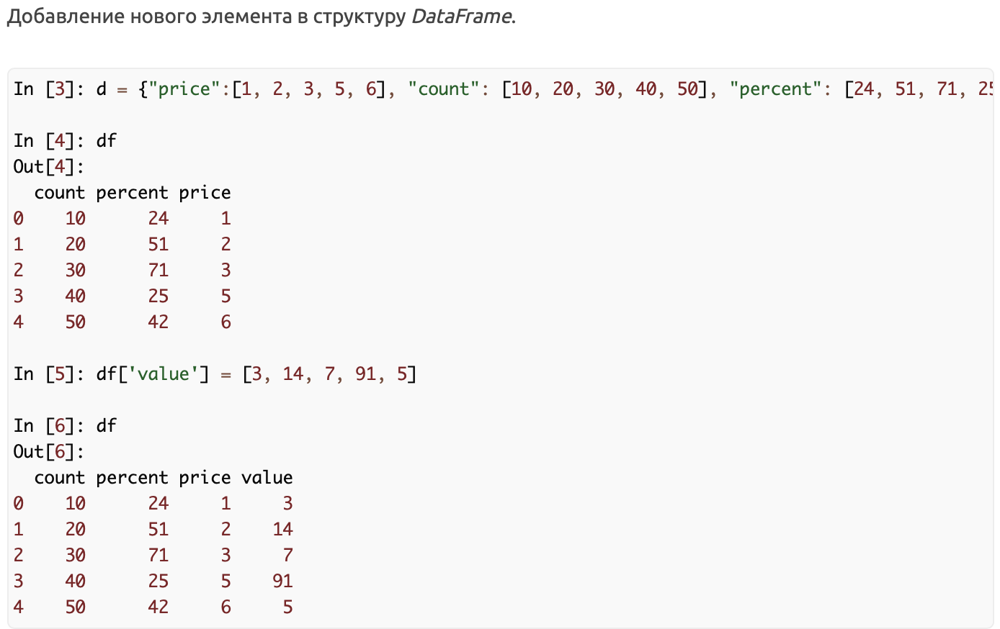 Добавление нового элемента в структуру DataFrame.
In [3]: d = {"price":[1, 2, 3, 5, 6], "count": [10, 20, 30, 40, 50], "percent": [24, 51, 71, 25
In [4]: df
Out[4]:
count percent price
0 10 24 1
1 20 51 2
2 30 71 3
3 40 25 5
4 50 42 6
In [5]: df['value'] = [3, 14, 7, 91, 5]
In [6]: df
Out[6]:
count percent price value
0 10 24 1 3
1 20 51 2 14
2 30 71 3 7
3 40 25 5 91
4 50 42 6 5